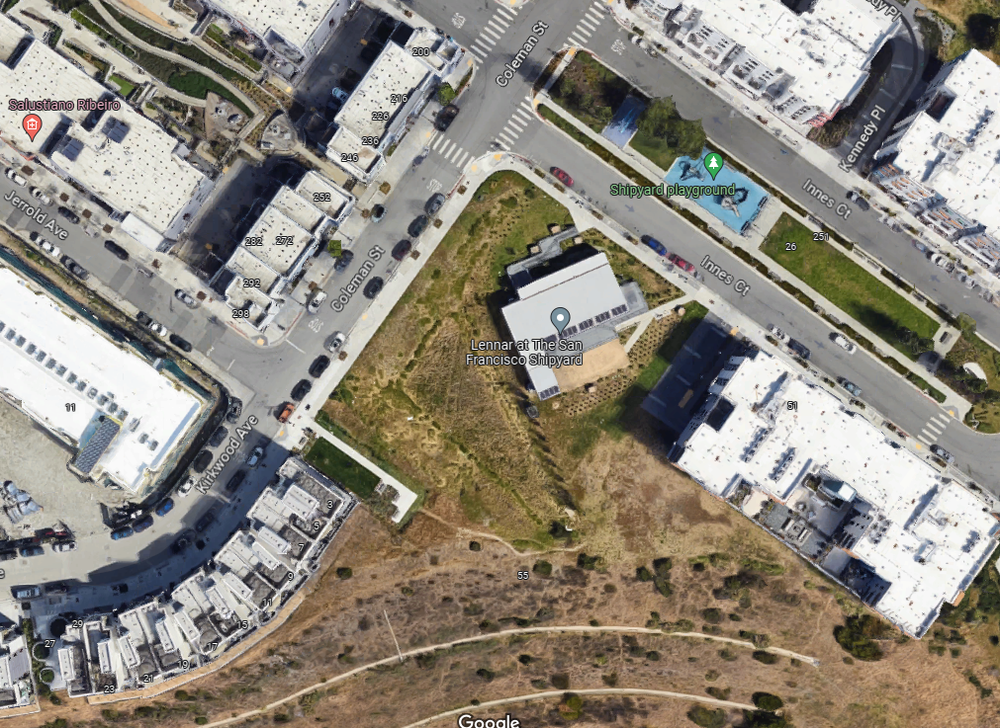 200
Coleman St
Kennedy Pl
216
226
236
246
Salustiano Ribeiro
Shipyard playground
Innes Ct
252
Jerrold Ave
251
26
282
272
292
298
Coleman St
Innes Ct
Lennar at The San
Francisco Shipyard
11
51
Kirkwood Ave
3
5
7
9
11
55
15
17
19
21
23
27
29
Google